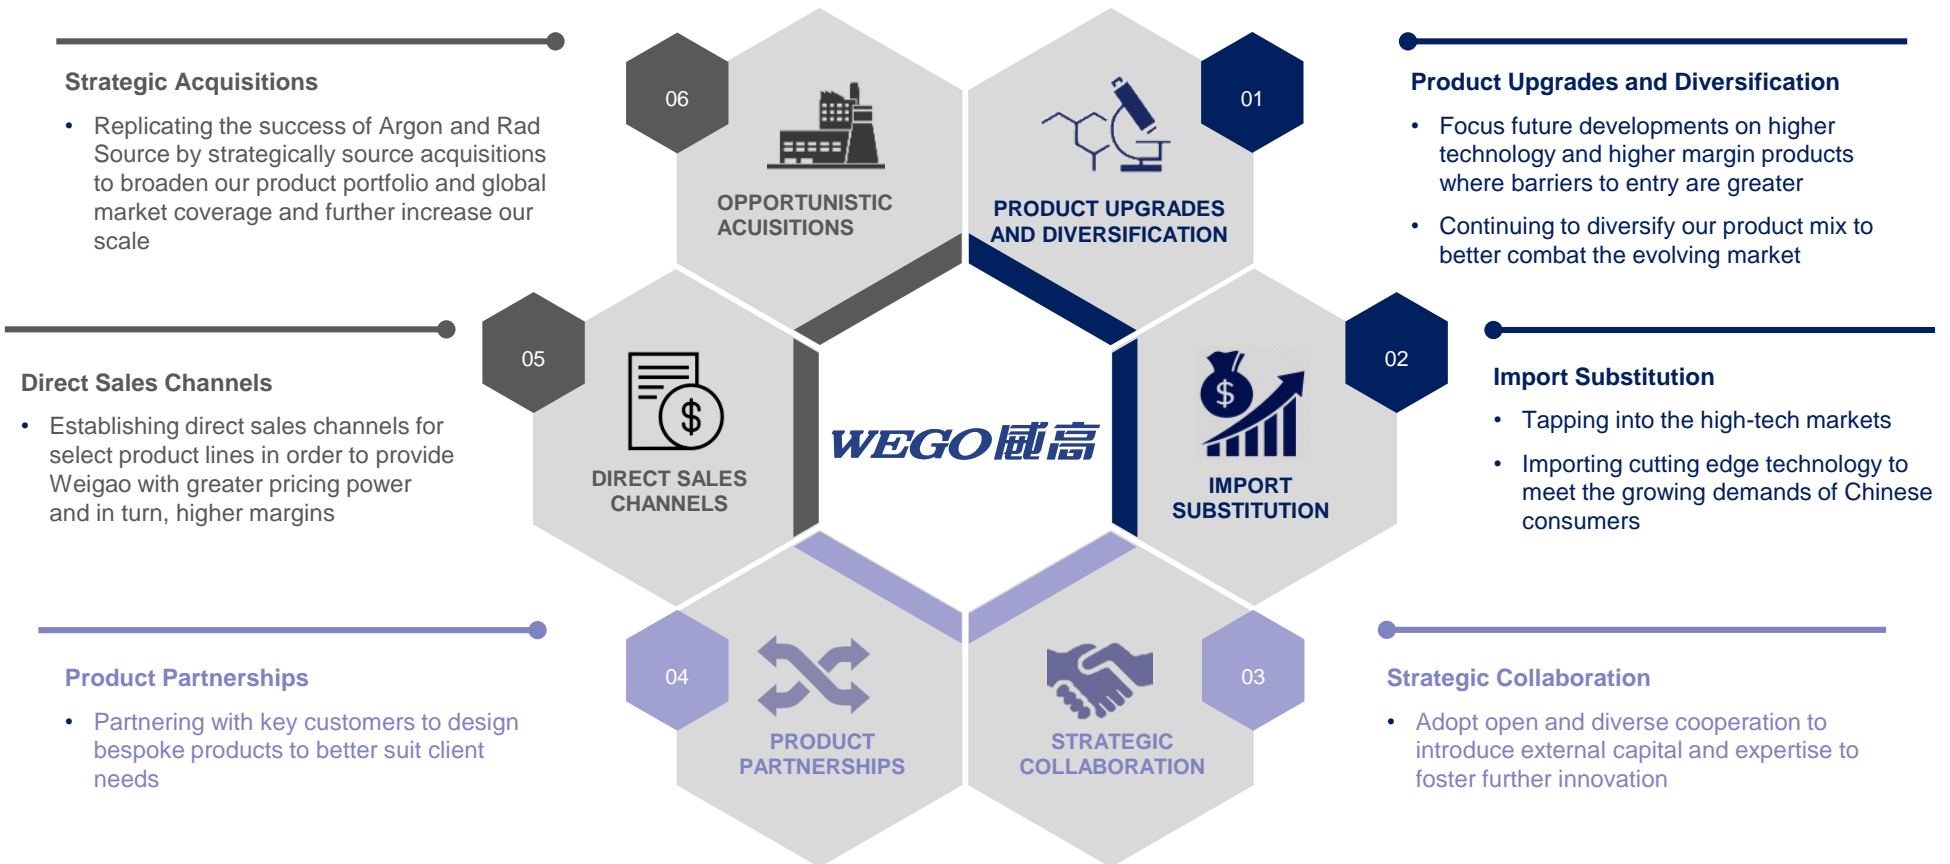 Strategic Acquisitions
• Replicating the success of Argon and Rad
Source by strategically source acquisitions
to broaden our product portfolio and global
market coverage and further increase our
scale
06
OPPORTUNISTIC
ACUISITIONS
01
PRODUCT UPGRADES
AND DIVERSIFICATION
Product Upgrades and Diversification
• Focus future developments on higher
technology and higher margin products
where barriers to entry are greater
• Continuing to diversify our product mix to
better combat the evolving market
Direct Sales Channels
• Establishing direct sales channels for
select product lines in order to provide
Weigao with greater pricing power
and in turn, higher margins
05
$
DIRECT SALES
CHANNELS
WEGO威高
02
$
IMPORT
SUBSTITUTION
Import Substitution
• Tapping into the high-tech markets
• Importing cutting edge technology to
meet the growing demands of Chinese
consumers
Product Partnerships
• Partnering with key customers to design
bespoke products to better suit client
needs
04
PRODUCT
PARTNERSHIPS
03
STRATEGIC
COLLABORATION
Strategic Collaboration
• Adopt open and diverse cooperation to
introduce external capital and expertise to
foster further innovation